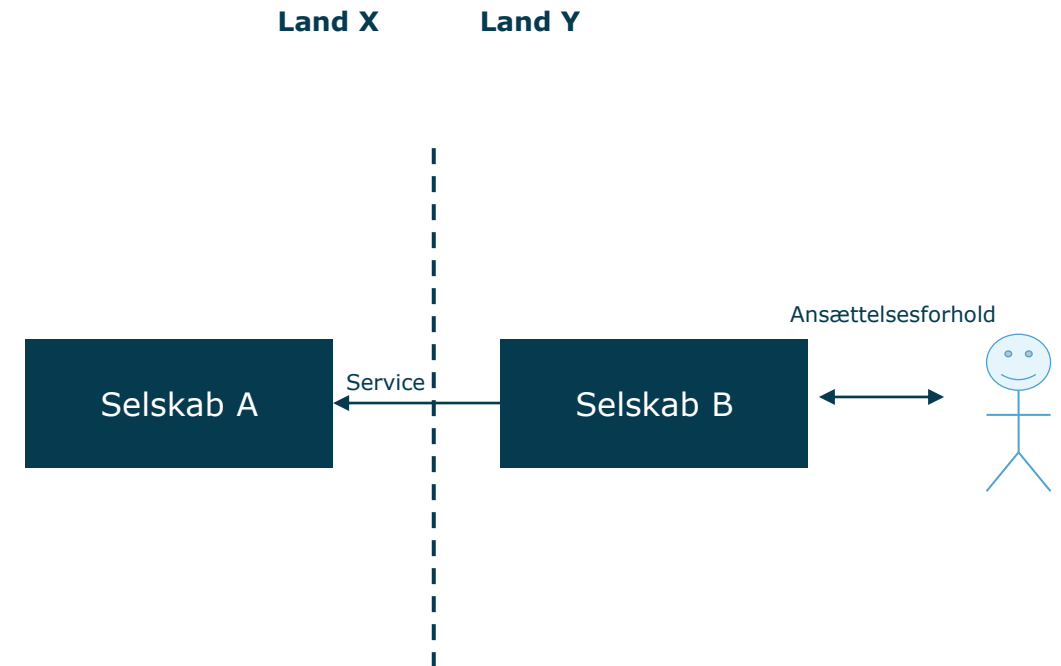 Land X
Land Y
Ansættelsesforhold
Service
Selskab A
Selskab B